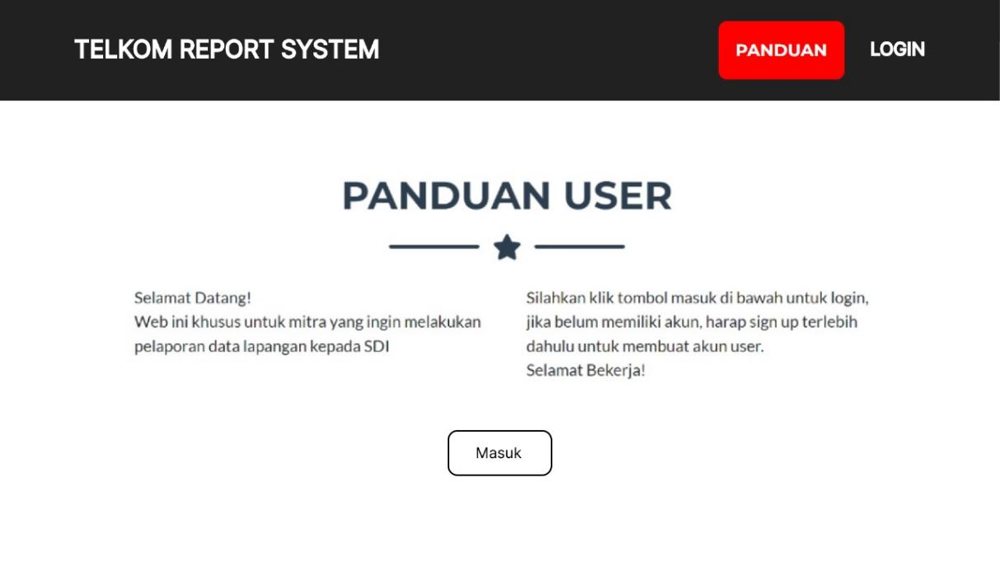 TELKOM REPORT SYSTEM
PANDUAN
LOGIN
PANDUAN USER
Selamat Datang!
Web ini khusus untuk mitra yang ingin melakukan
pelaporan data lapangan kepada SDI
Silahkan klik tombol masuk di bawah untuk login,
jika belum memiliki akun, harap sign up terlebih
dahulu untuk membuat akun user.
Selamat Bekerja!
Masuk